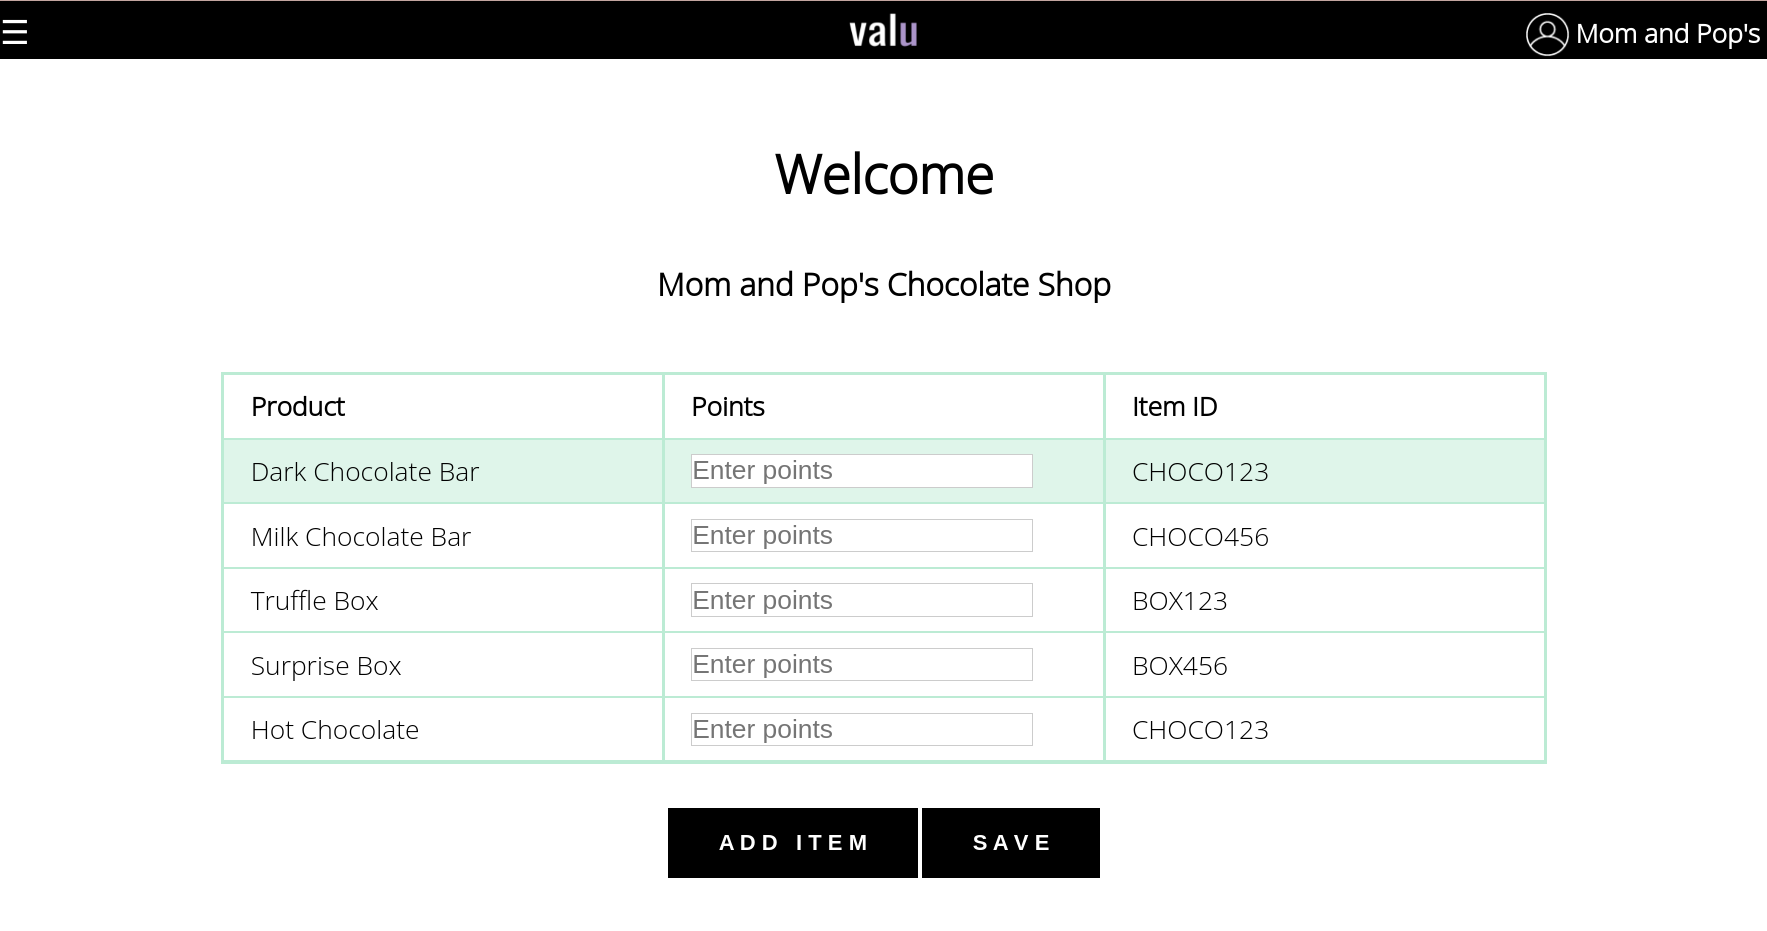 ☰ valu Mom and Pop's
Welcome
Mom and Pop's Chocolate Shop
Product Points Item ID
Dark Chocolate Bar Enter points CHOCO123
Milk Chocolate Bar Enter points CHOCO456
Truffle Box Enter points BOX123
Surprise Box Enter points BOX456
Hot Chocolate Enter points CHOCO123
ADD ITEM SAVE